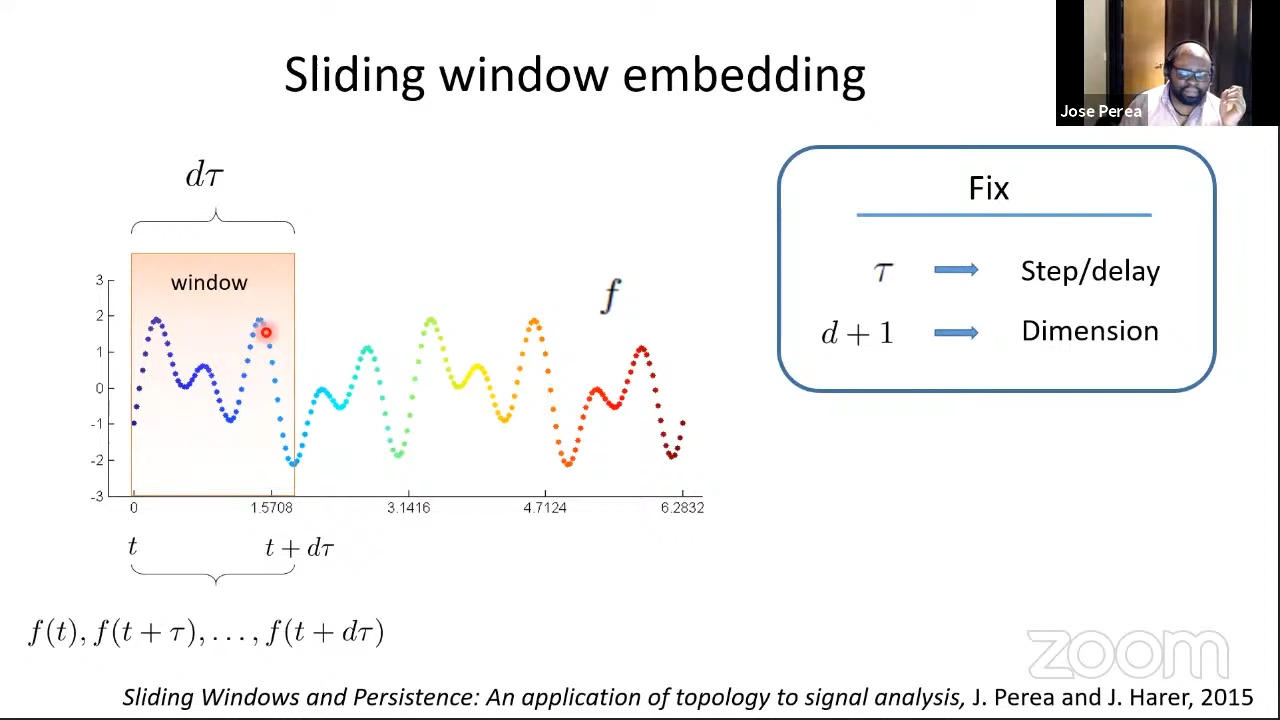 Sliding window embedding
Jose Perea
dτ
window
f
3
2
1
0
-1
-2
-3
0 1.5708 3.1416 4.7124 6.2832
t t + dτ
f(t), f(t + τ), . . . , f(t + dτ)
Fix
τ Step/delay
d + 1 Dimension
zoom
Sliding Windows and Persistence: An application of topology to signal analysis, J. Perea and J. Harer, 2015